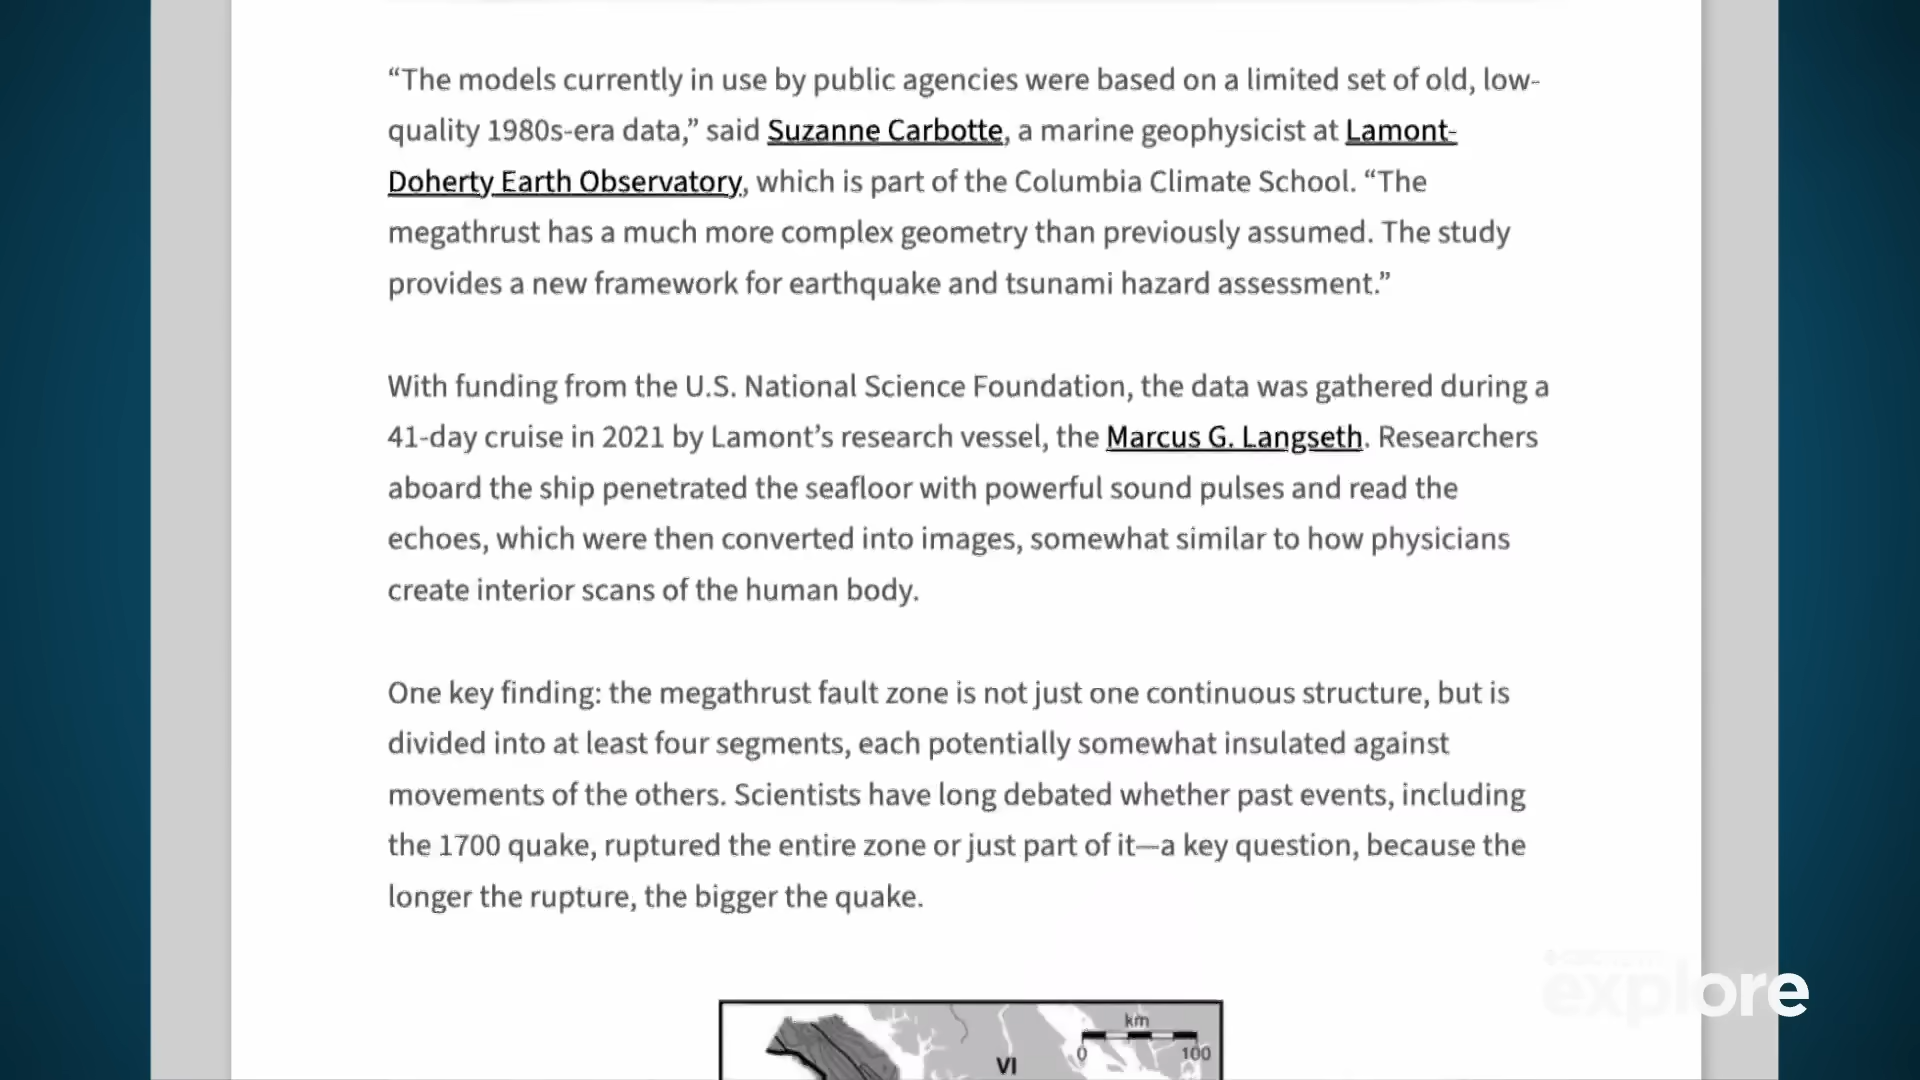 “The models currently in use by public agencies were based on a limited set of old, low-
quality 1980s-era data,” said Suzanne Carbotte, a marine geophysicist at Lamont-
Doherty Earth Observatory, which is part of the Columbia Climate School. “The
megathrust has a much more complex geometry than previously assumed. The study
provides a new framework for earthquake and tsunami hazard assessment.”
With funding from the U.S. National Science Foundation, the data was gathered during a
41-day cruise in 2021 by Lamont’s research vessel, the Marcus G. Langseth. Researchers
aboard the ship penetrated the seafloor with powerful sound pulses and read the
echoes, which were then converted into images, somewhat similar to how physicians
create interior scans of the human body.
One key finding: the megathrust fault zone is not just one continuous structure, but is
divided into at least four segments, each potentially somewhat insulated against
movements of the others. Scientists have long debated whether past events, including
the 1700 quake, ruptured the entire zone or just part of it—a key question, because the
longer the rupture, the bigger the quake.
explore
km
0 100
VI